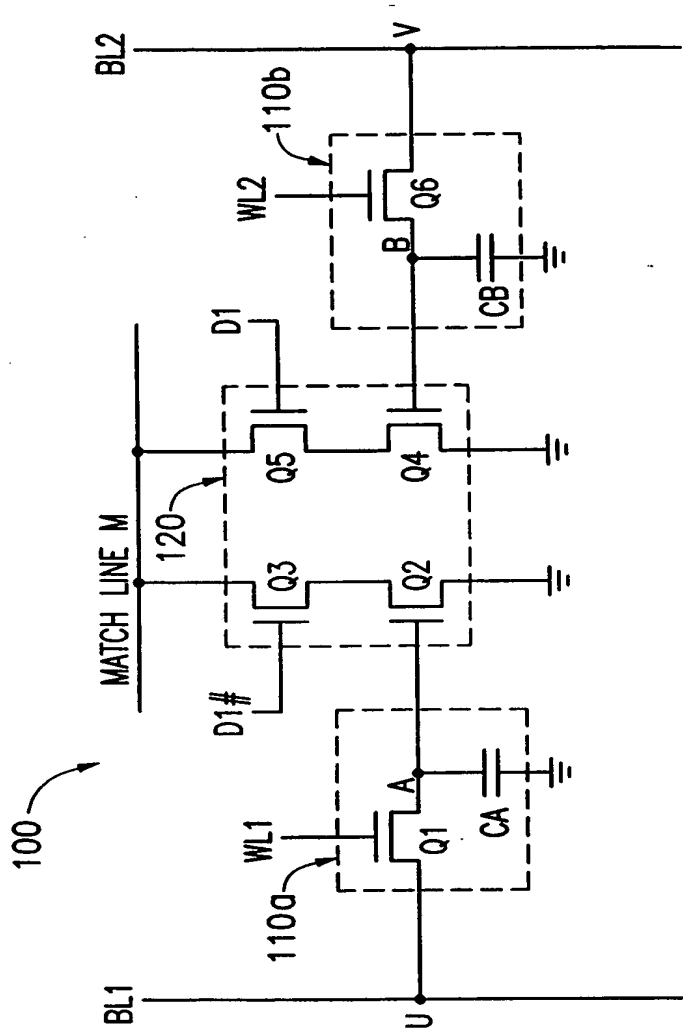 100
BL1
BL2
MATCH LINE M
120
110a
110b
WL1
WL2
D1#
D1
Q3
Q5
Q2
Q4
Q1
Q6
A
B
CA
CB
U
V